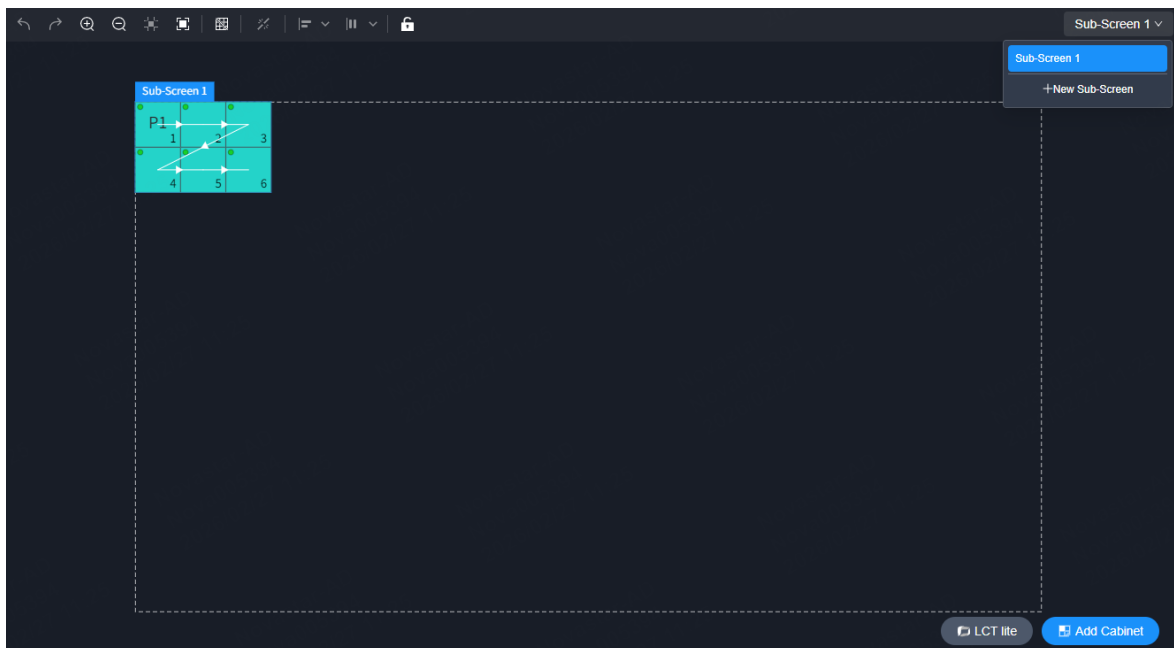 Sub-Screen 1
Sub-Screen 1
+New Sub-Screen
Sub-Screen 1
P1
1 2 3
4 5 6
LCT lite
Add Cabinet